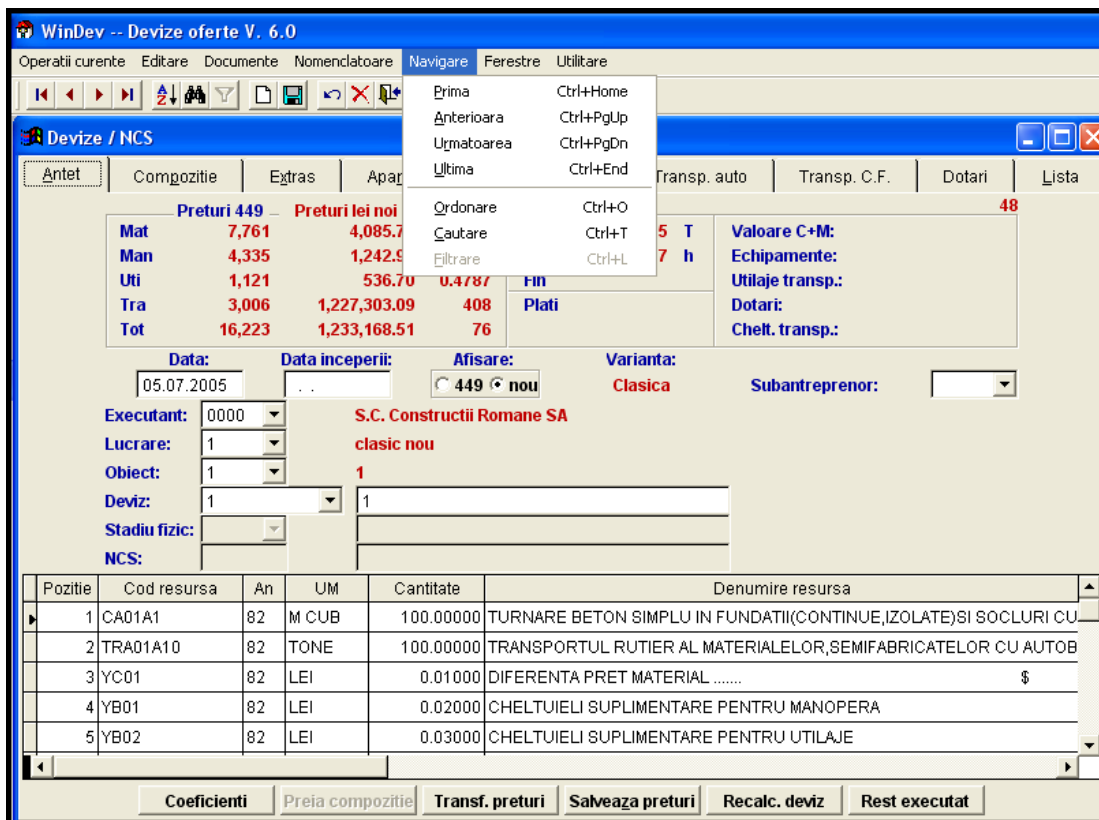 WinDev -- Devize oferte V. 6.0
Operatii curente Editare Documente Nomenclatoare Navigare Ferestre Utilitare
Prima Ctrl+Home
Anterioara Ctrl+PgUp
Urmatoarea Ctrl+PgDn
Ultima Ctrl+End
Ordonare Ctrl+O
Cautare Ctrl+T
Filtrare Ctrl+L
Devize / NCS
Antet Compozitie Extras Transp. C.F. Dotari Lista
48
Preturi 449 Preturi lei noi
Mat 7,761 T Valoare C+M:
Man 4,335 h Echipamente:
Uti 1,121 536.70 0.4787 Fin Utilaje transp.:
Tra 3,006 1,227,303.09 408 Plati Dotari:
Tot 16,223 1,233,168.51 76 Chelt. transp.:
Data: Data inceperii: Afisare: Varianta:
05.07.2005 . . 449 nou Clasica Subantreprenor:
Executant: 0000 S.C. Constructii Romane SA
Lucrare: 1 clasic nou
Obiect: 1 1
Deviz: 1 1
Stadiu fizic:
NCS:
Pozitie Cod resursa An UM Cantitate Denumire resursa
1 CA01A1 82 M CUB 100.00000 TURNARE BETON SIMPLU IN FUNDATII(CONTINUE,IZOLATE)SI SOCLURI CU
2 TRA01A10 82 TONE 100.00000 TRANSPORTUL RUTIER AL MATERIALELOR,SEMIFABRICATELOR CU AUTOB
3 YC01 82 LEI 0.01000 DIFERENTA PRET MATERIAL ....... $
4 YB01 82 LEI 0.02000 CHELTUIELI SUPLIMENTARE PENTRU MANOPERA
5 YB02 82 LEI 0.03000 CHELTUIELI SUPLIMENTARE PENTRU UTILAJE
Coeficienti Preia compozitie Transf. preturi Salveaza preturi Recalc. deviz Rest executat